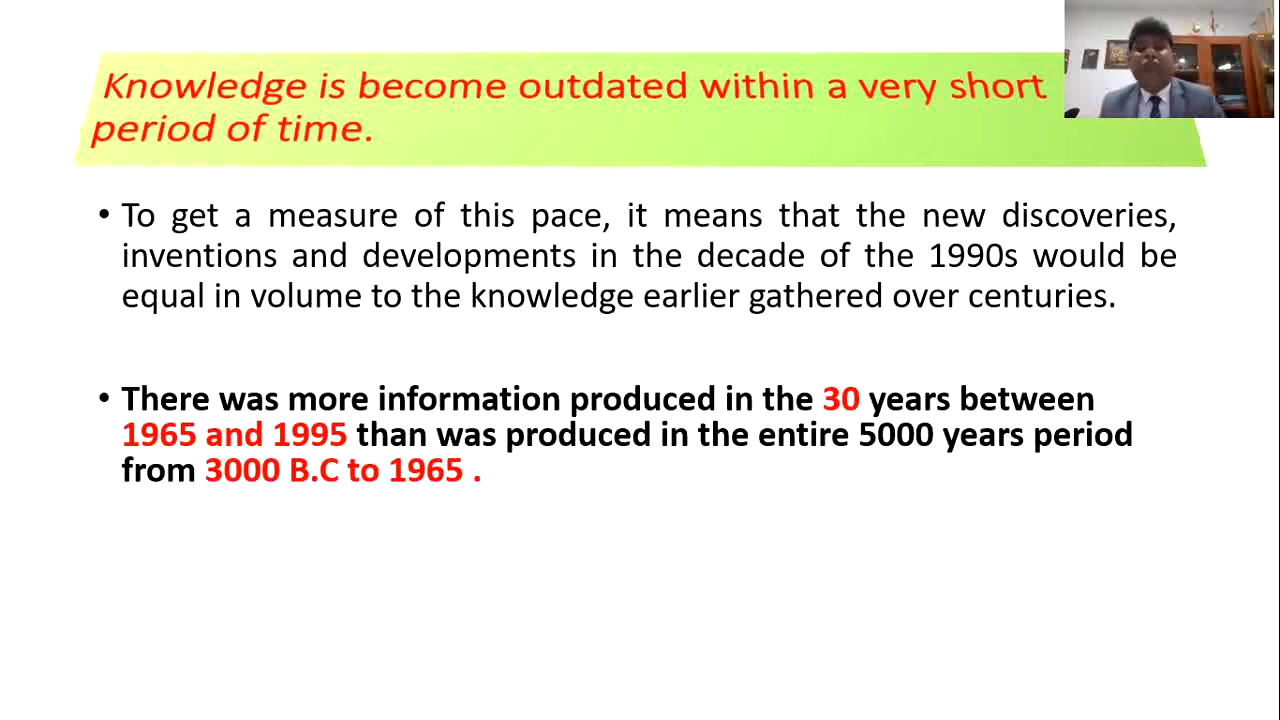 Knowledge is become outdated within a very short
period of time.
• To get a measure of this pace, it means that the new discoveries,
inventions and developments in the decade of the 1990s would be
equal in volume to the knowledge earlier gathered over centuries.
• There was more information produced in the 30 years between
1965 and 1995 than was produced in the entire 5000 years period
from 3000 B.C to 1965 .